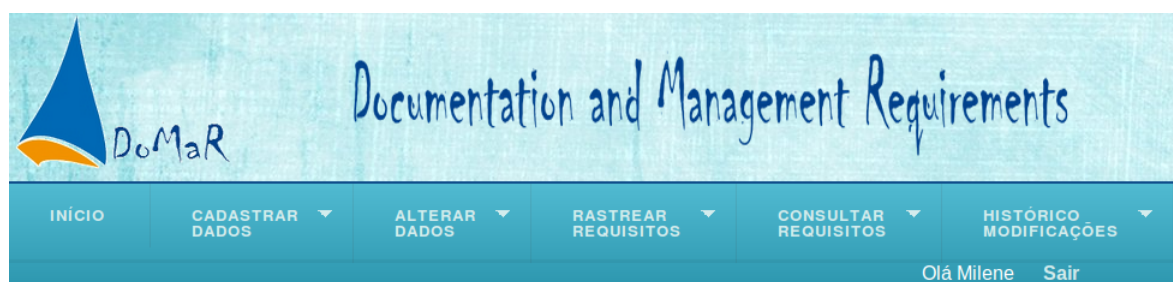 Documentation and Management Requirements
DoMaR
INÍCIO
CADASTRAR
DADOS
ALTERAR
DADOS
RASTREAR
REQUISITOS
CONSULTAR
REQUISITOS
HISTÓRICO
MODIFICAÇÕES
Olá Milene Sair